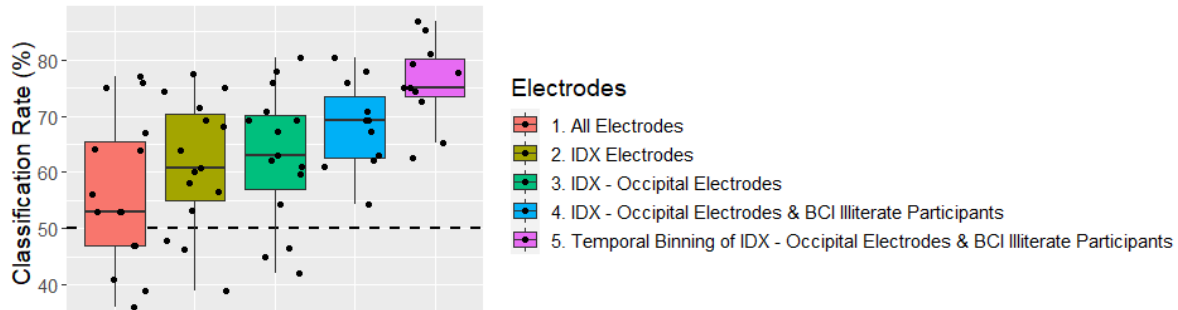 Classification Rate (%)
80
70
60
50
40
Electrodes
1. All Electrodes
2. IDX Electrodes
3. IDX - Occipital Electrodes
4. IDX - Occipital Electrodes & BCI Illiterate Participants
5. Temporal Binning of IDX - Occipital Electrodes & BCI Illiterate Participants